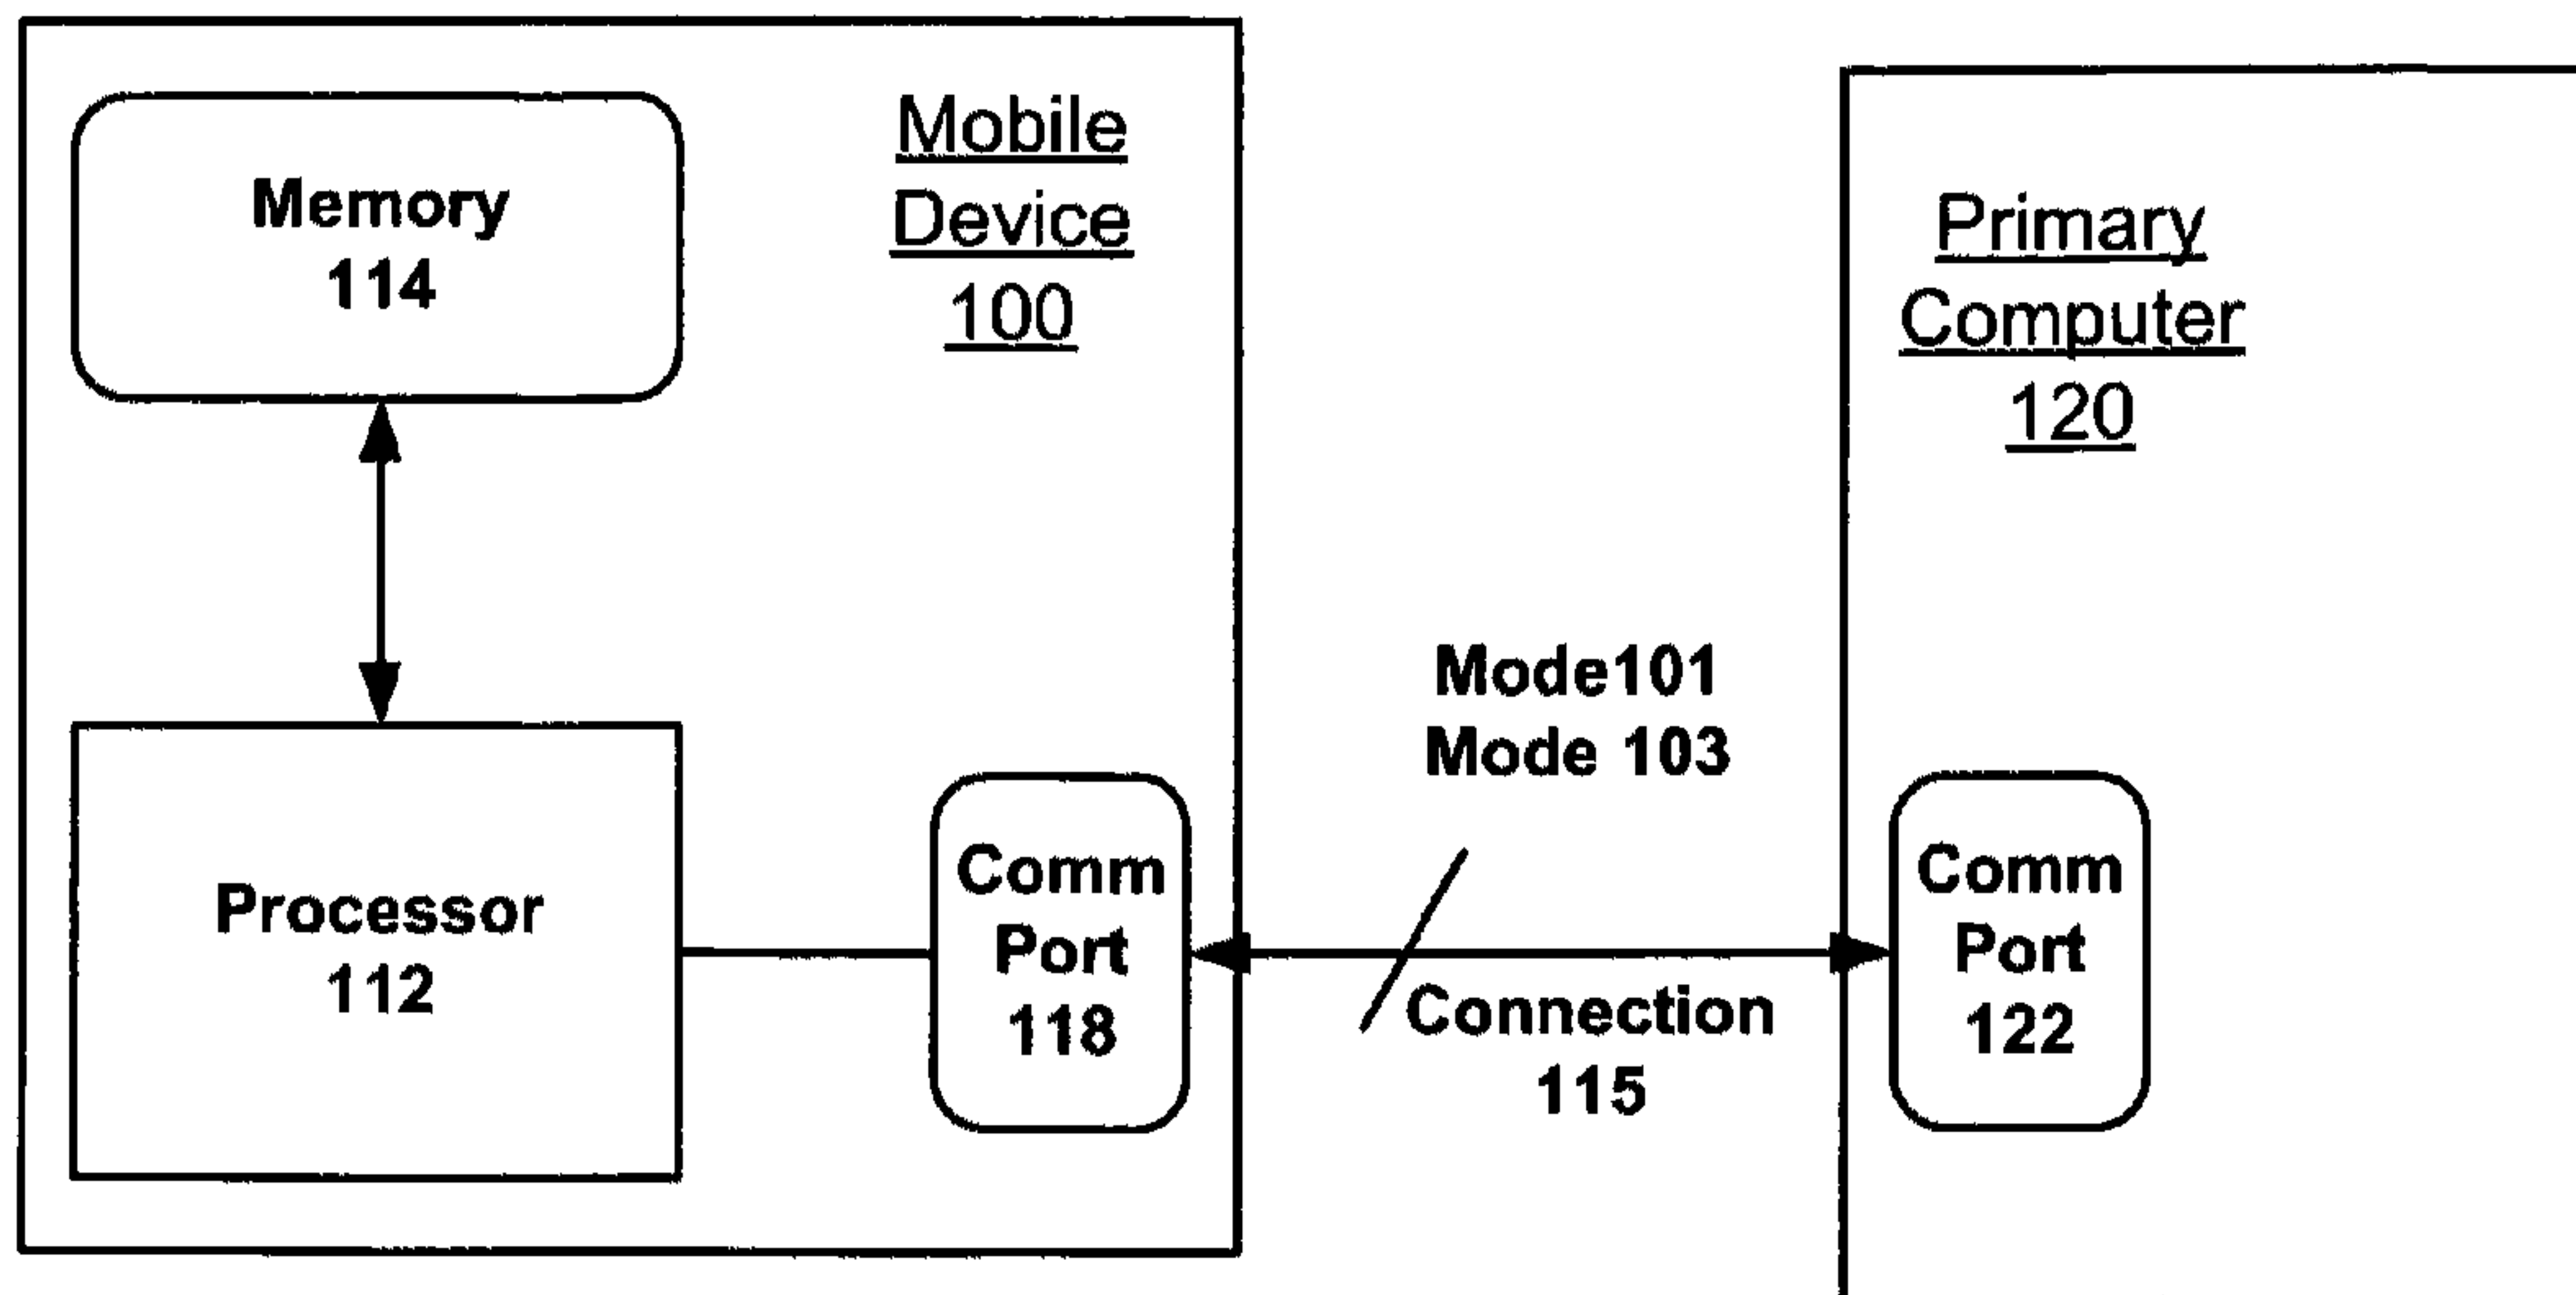 Memory
114
Mobile
Device
100
Primary
Computer
120
Processor
112
Comm
Port
118
Mode101
Mode 103
Connection
115
Comm
Port
122